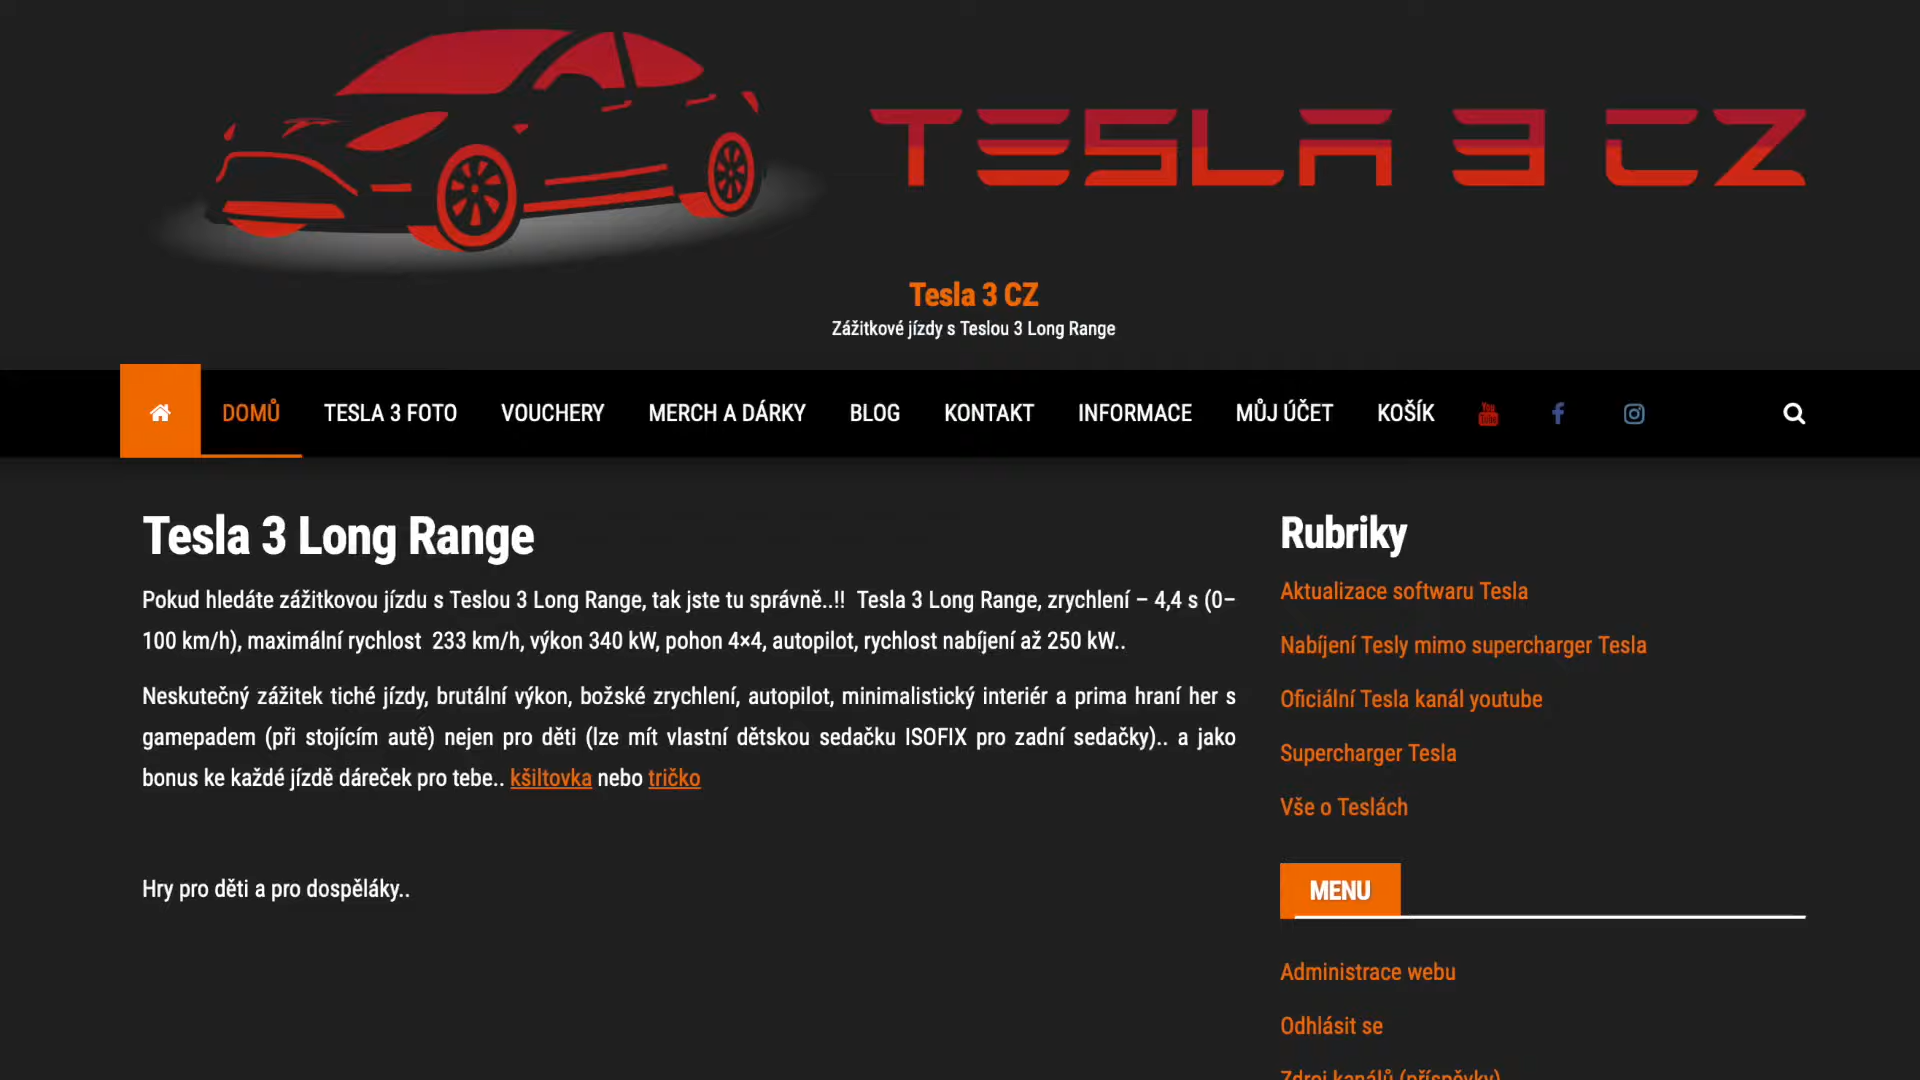 TESLA 3 CZ
Tesla 3 CZ
Zážitkové jízdy s Teslou 3 Long Range
DOMŮ TESLA 3 FOTO VOUCHERY MERCH A DÁRKY BLOG KONTAKT INFORMACE MŮJ ÚČET KOŠÍK You Tube
Tesla 3 Long Range
Pokud hledáte zážitkovou jízdu s Teslou 3 Long Range, tak jste tu správně..!! Tesla 3 Long Range, zrychlení – 4,4 s (0–
100 km/h), maximální rychlost 233 km/h, výkon 340 kW, pohon 4×4, autopilot, rychlost nabíjení až 250 kW..
Neskutečný zážitek tiché jízdy, brutální výkon, božské zrychlení, autopilot, minimalistický interiér a prima hraní her s
gamepadem (při stojícím autě) nejen pro děti (lze mít vlastní dětskou sedačku ISOFIX pro zadní sedačky).. a jako
bonus ke každé jízdě dáreček pro tebe.. kšiltovka nebo tričko
Hry pro děti a pro dospěláky..
Rubriky
Aktualizace softwaru Tesla
Nabíjení Tesly mimo supercharger Tesla
Oficiální Tesla kanál youtube
Supercharger Tesla
Vše o Teslách
MENU
Administrace webu
Odhlásit se
Zdroj kanálů (příspěvky)